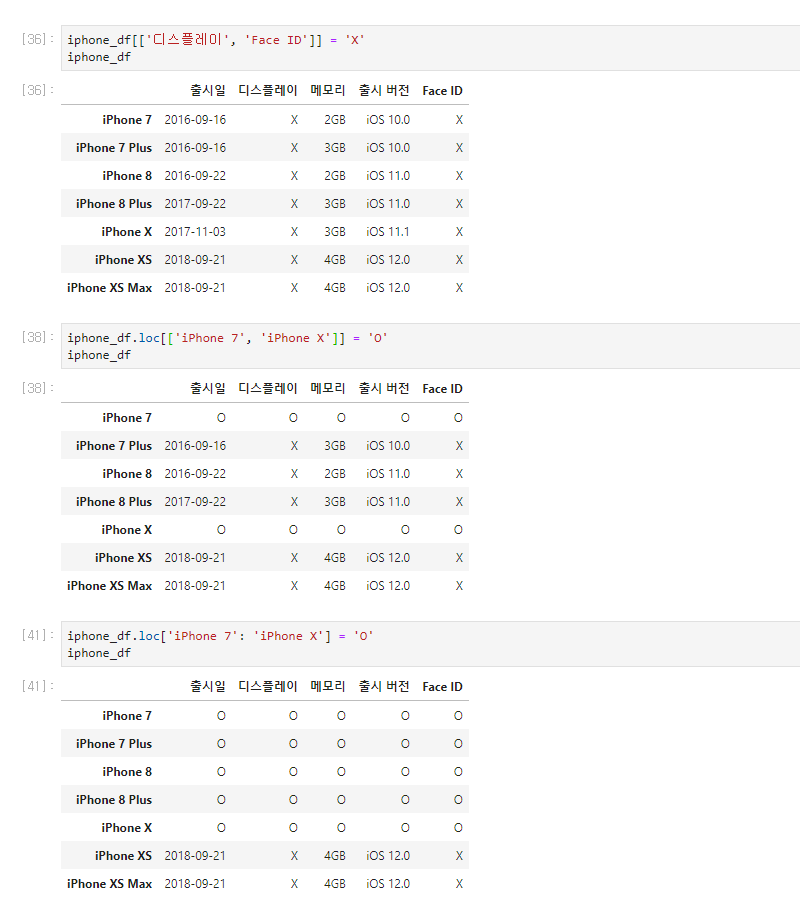 [36]: iphone_df[['디스플레이', 'Face ID']] = 'X'
iphone_df
[36]: 출시일 디스플레이 메모리 출시 버전 Face ID
iPhone 7 2016-09-16 X 2GB iOS 10.0 X
iPhone 7 Plus 2016-09-16 X 3GB iOS 10.0 X
iPhone 8 2016-09-22 X 2GB iOS 11.0 X
iPhone 8 Plus 2017-09-22 X 3GB iOS 11.0 X
iPhone X 2017-11-03 X 3GB iOS 11.1 X
iPhone XS 2018-09-21 X 4GB iOS 12.0 X
iPhone XS Max 2018-09-21 X 4GB iOS 12.0 X
[38]: iphone_df.loc[['iPhone 7', 'iPhone X']] = 'O'
iphone_df
[38]: 출시일 디스플레이 메모리 출시 버전 Face ID
iPhone 7 O O O O O
iPhone 7 Plus 2016-09-16 X 3GB iOS 10.0 X
iPhone 8 2016-09-22 X 2GB iOS 11.0 X
iPhone 8 Plus 2017-09-22 X 3GB iOS 11.0 X
iPhone X O O O O O
iPhone XS 2018-09-21 X 4GB iOS 12.0 X
iPhone XS Max 2018-09-21 X 4GB iOS 12.0 X
[41]: iphone_df.loc['iPhone 7': 'iPhone X'] = 'O'
iphone_df
[41]: 출시일 디스플레이 메모리 출시 버전 Face ID
iPhone 7 O O O O O
iPhone 7 Plus O O O O O
iPhone 8 O O O O O
iPhone 8 Plus O O O O O
iPhone X O O O O O
iPhone XS 2018-09-21 X 4GB iOS 12.0 X
iPhone XS Max 2018-09-21 X 4GB iOS 12.0 X